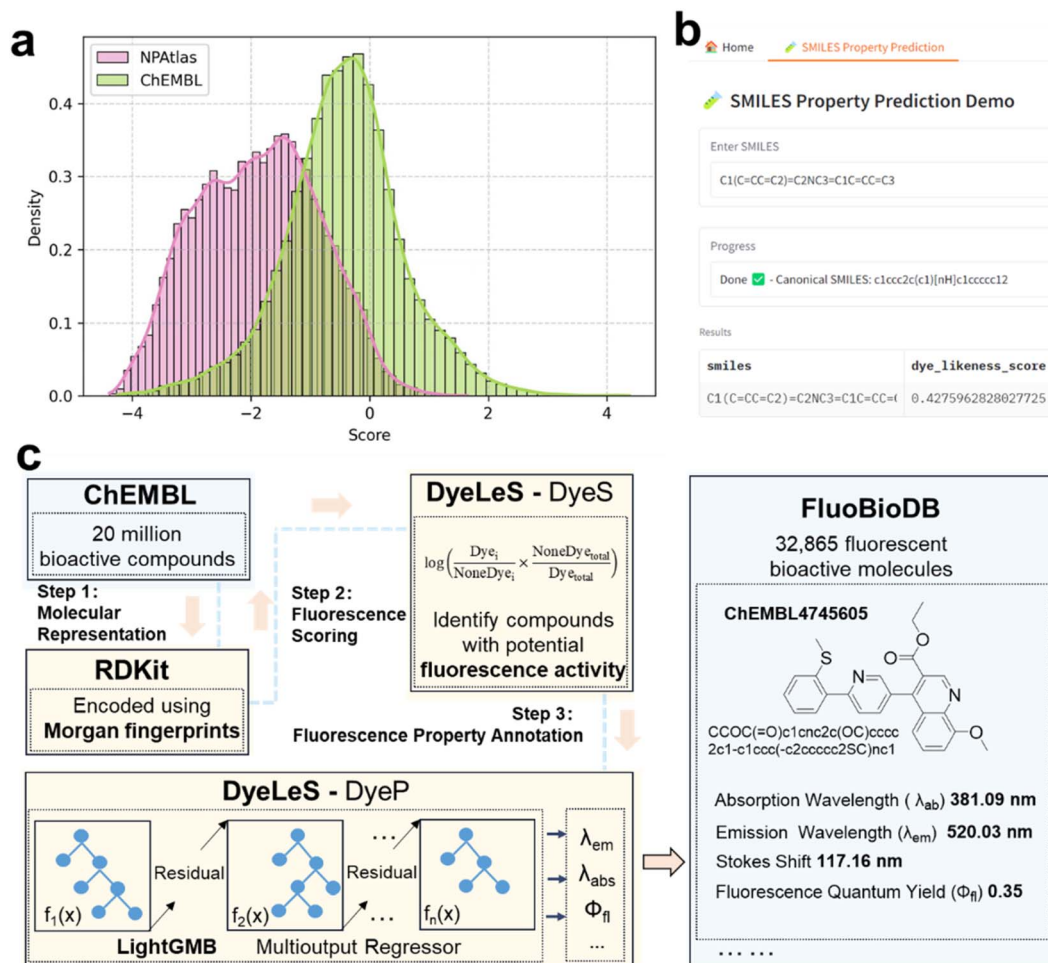 a
NPAtlas
ChEMBL
Density
0.4
0.3
0.2
0.1
0.0
−4
−2
0
2
4
Score
b
Home
SMILES Property Prediction
SMILES Property Prediction Demo
Enter SMILES
C1(C=CC=C2)=C2NC3=C1C=CC=C3
Progress
Done ✅ - Canonical SMILES: c1ccc2c(c1)[nH]c1ccccc12
Results
smiles dye_likeness_score
C1(C=CC=C2)=C2NC3=C1C=CC=( 0.4275962828027725
c
ChEMBL
20 million
bioactive compounds
Step 1:
Molecular
Representation
RDKit
Encoded using
Morgan fingerprints
Step 2:
Fluorescence
Scoring
DyeLeS - DyeS
log(Dye_i/NoneDye_i × NoneDye_total/Dye_total)
Identify compounds
with potential
fluorescence activity
Step 3:
Fluorescence Property Annotation
DyeLeS - DyeP
f₁(x)
Residual
f₂(x)
...
Residual
...
fₙ(x)
LightGMB Multioutput Regressor
λem
λabs
Φfl
...
FluoBioDB
32,865 fluorescent
bioactive molecules
ChEMBL4745605
S
N
O
O
N
O
CCOC(=O)c1cnc2c(OC)cccc
2c1-c1ccc(-c2ccccc2SC)nc1
Absorption Wavelength ( λab) 381.09 nm
Emission Wavelength (λem) 520.03 nm
Stokes Shift 117.16 nm
Fluorescence Quantum Yield (Φfl) 0.35
... ...